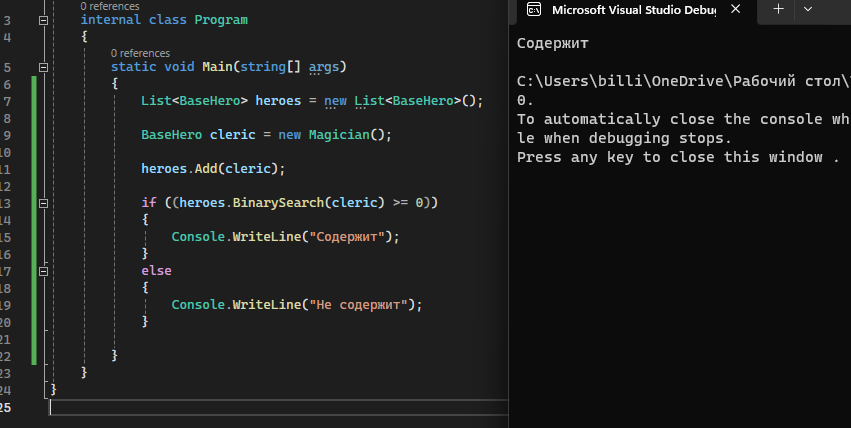 0 references
3 internal class Program
4 {
0 references
5 static void Main(string[] args)
6 {
7 List<BaseHero> heroes = new List<BaseHero>();
8
9 BaseHero cleric = new Magician();
10
11 heroes.Add(cleric);
12
13 if ((heroes.BinarySearch(cleric) >= 0))
14 {
15 Console.WriteLine("Содержит");
16 }
17 else
18 {
19 Console.WriteLine("Не содержит");
20 }
21
22 }
23 }
24 }
25
Microsoft Visual Studio Debu
Содержит
C:\Users\billi\OneDrive\Рабочий стол\
0.
To automatically close the console wh
le when debugging stops.
Press any key to close this window .